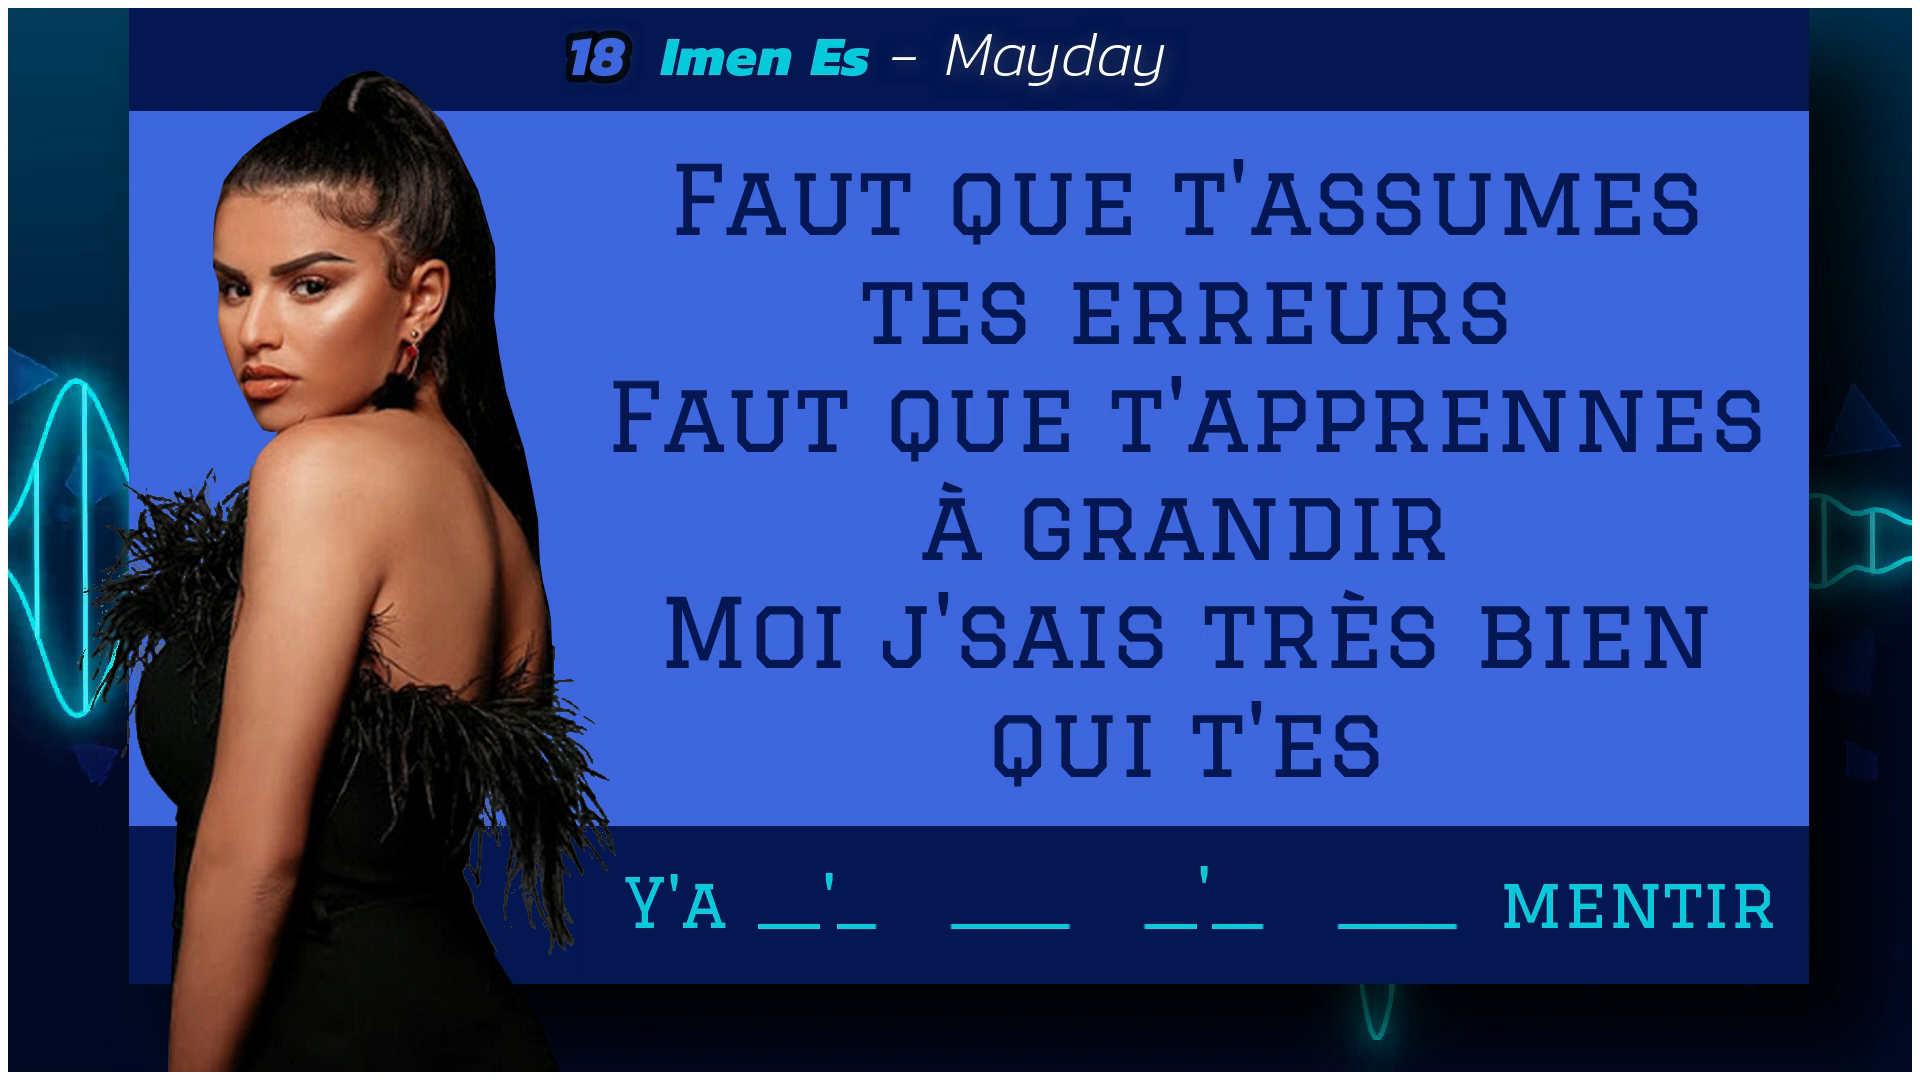 18 Imen Es - Mayday
Faut que t'assumes
tes erreurs
Faut que t'apprennes
à grandir
Moi j'sais très bien
qui t'es
Y'a __'_ ___ _'_ ___ mentir